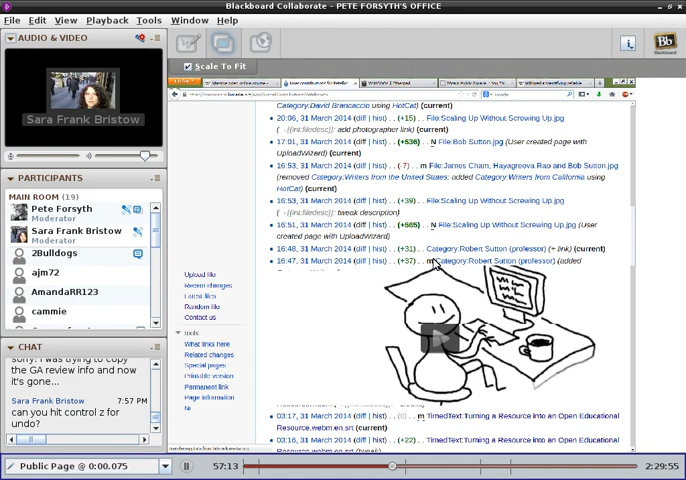 Blackboard Collaborate - PETE FORSYTH'S OFFICE
File Edit View Blackboard Tools Window Help
AUDIO & VIDEO
Sara Frank Bristow
PARTICIPANTS
MAIN ROOM (19)
Pete Forsyth
Moderator
Sara Frank Bristow
Moderator
2Bulldogs
ajm72
AmandaRR123
cammie
CHAT
sorry! I was trying to copy
the GA review info and now
it's gone...
Sara Frank Bristow 7:57 PM
can you hit control z for
undo?
Public Page @ 0.00.075
Scale To Fit
Bb
Category:David Brancaccio using HotCat) (current)
20:06, 31 March 2014 (diff | hist) . . (+15) . . File:Scaling Up Without Screwing Up.jpg
(→{{int:filedesc}: add photographer link) (current)
17:01, 31 March 2014 (diff | hist) . . (+536) . . N File:Bob Sutton.jpg (User created page with
UploadWizard) (current)
16:53, 31 March 2014 (diff | hist) . . (-7) . . m File:James Cham, Hayagreeva Rao and Bob Sutton.jpg
(removed Category:Writers from the United States; added Category:Writers from California using
HotCat) (current)
16:53, 31 March 2014 (diff | hist) . . (+39) . . File:Scaling Up Without Screwing Up.jpg
(→{{int:filedesc}: tweak description)
16:51, 31 March 2014 (diff | hist) . . (+565) . . N File:Scaling Up Without Screwing Up.jpg (User
created page with UploadWizard)
16:48, 31 March 2014 (diff | hist) . . (+31) . . Category:Robert Sutton (professor) (+ link) (current)
16:47, 31 March 2014 (diff | hist) . . (+37) . . m Category:Robert Sutton (professor) (added
Upload file
Recent changes
Latest files
Random file
Contact us
Tools
What links here
Related changes
Special pages
Printable version
Permanent link
Page information
03:17, 31 March 2014 (diff | hist) . . (0) . . m TimedText:Turning a Resource into an Open Educational
Resource.webm.en.srt (current)
03:16, 31 March 2014 (diff | hist) . . (+22) . . TimedText:Turning a Resource into an Open Educational
Resource.webm.en.srt (tweak)
57:13
2:29:55